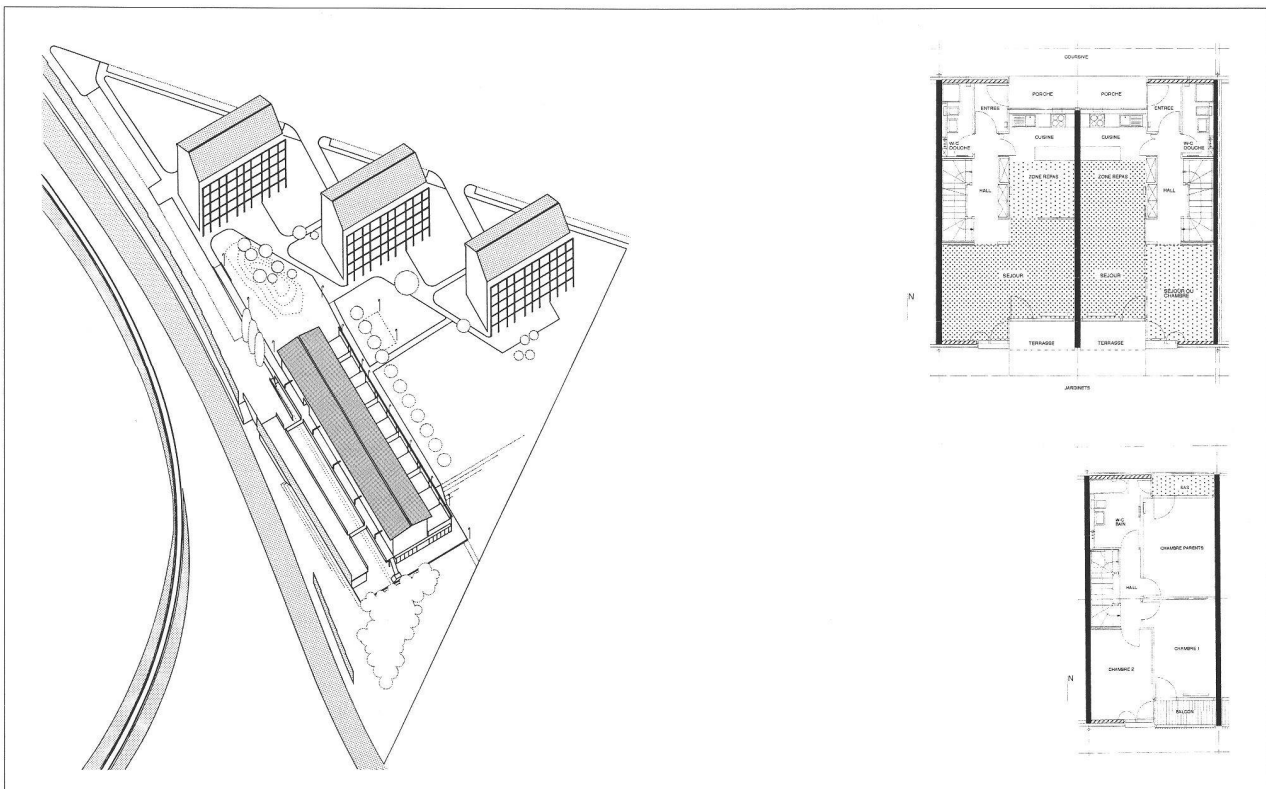 COURSIVE
PORCHE PORCHE
ENTREE ENTREE
CUISINE CUISINE
W-C DOUCHE
W-C DOUCHE
HALL
ZONE REPAS ZONE REPAS
HALL
SEJOUR SEJOUR
SEJOUR OU CHAMBRE
N
TERRASSE TERRASSE
JARDINETS
SAS
W-C BAIN
CHAMBRE PARENTS
HALL
CHAMBRE 1
CHAMBRE 2
N
BALCON